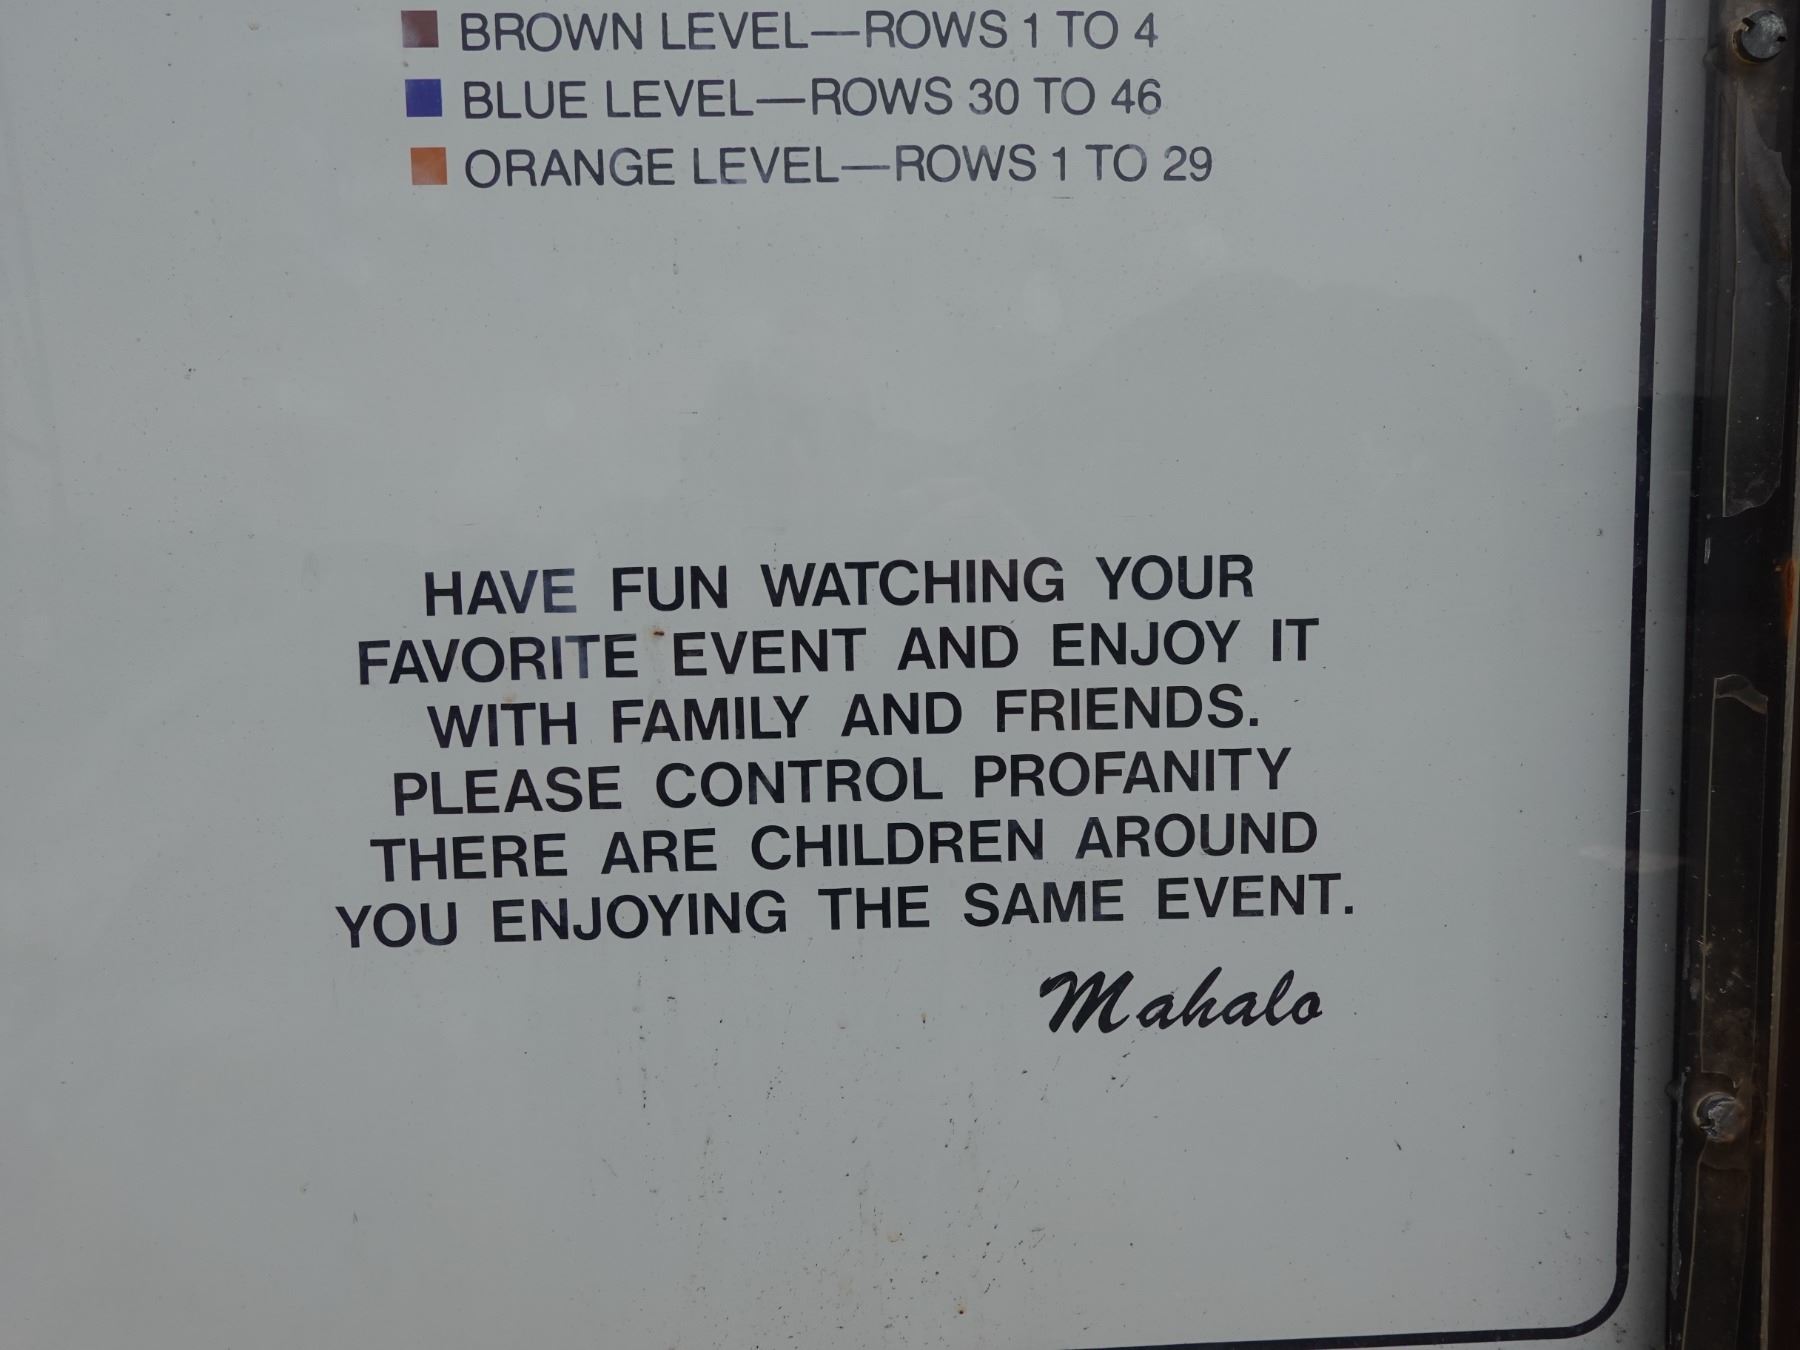 BROWN LEVEL—ROWS 1 TO 4
BLUE LEVEL—ROWS 30 TO 46
ORANGE LEVEL—ROWS 1 TO 29
HAVE FUN WATCHING YOUR
FAVORITE EVENT AND ENJOY IT
WITH FAMILY AND FRIENDS.
PLEASE CONTROL PROFANITY
THERE ARE CHILDREN AROUND
YOU ENJOYING THE SAME EVENT.
Mahalo